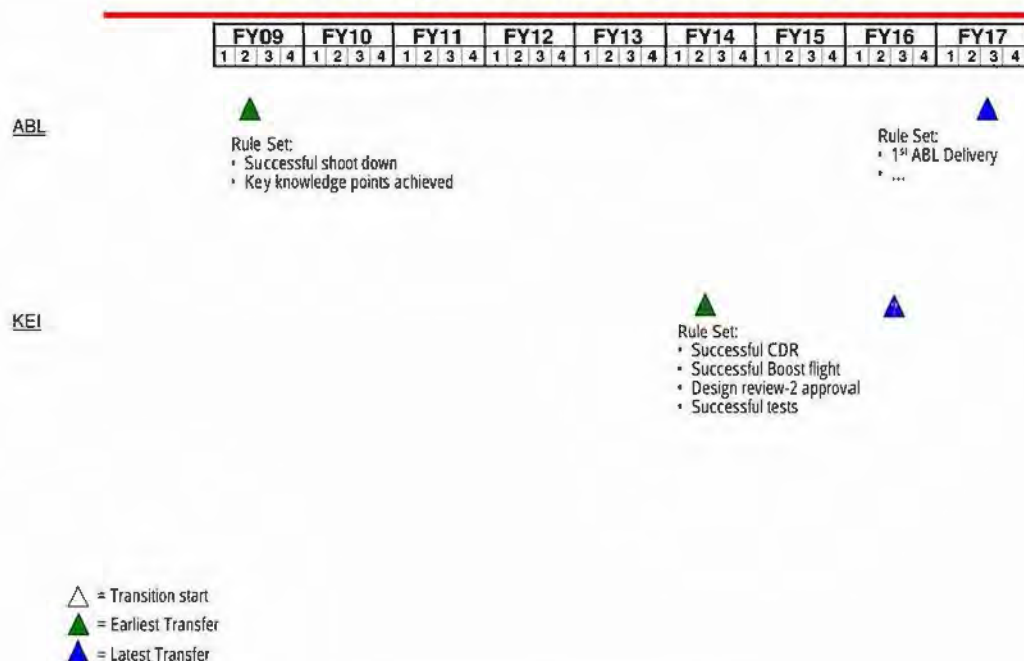 FY09 FY10 FY11 FY12 FY13 FY14 FY15 FY16 FY17
1 2 3 4 1 2 3 4 1 2 3 4 1 2 3 4 1 2 3 4 1 2 3 4 1 2 3 4 1 2 3 4 1 2 3 4
ABL
Rule Set:
• Successful shoot down
• Key knowledge points achieved
Rule Set:
• 1st ABL Delivery
• ...
KEI
Rule Set:
• Successful CDR
• Successful Boost flight
• Design review-2 approval
• Successful tests
= Transition start
= Earliest Transfer
= Latest Transfer